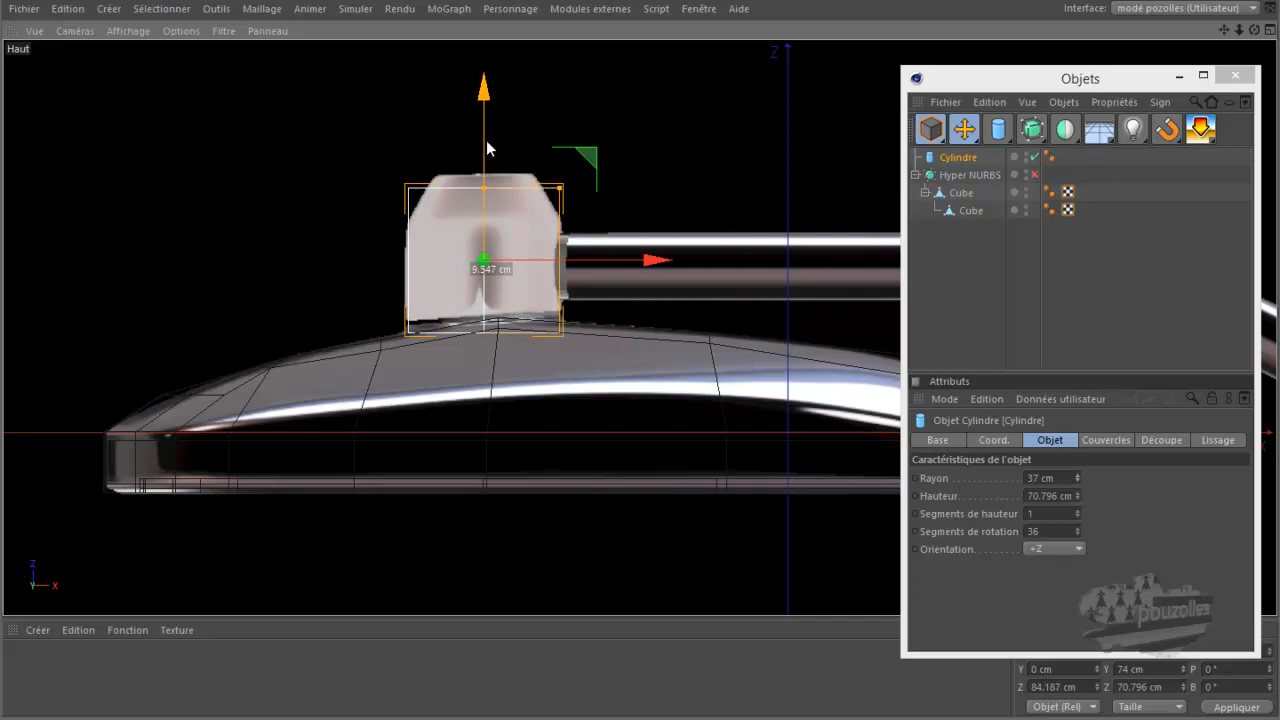 Fichier Edition Créer Sélectionner Outils Maillage Animer Simuler Rendu MoGraph Personnage Modules externes Script Fenêtre Aide Interface: modé pozolles (Utilisateur)
Vue Caméras Affichage Options Filtre Panneau
Haut
Z
Objets
Fichier Edition Vue Objets Propriétés Sign
Cylindre
Hyper NURBS
Cube
Cube
9.547 cm
Attributs
Mode Edition Données utilisateur
Objet Cylindre [Cylindre]
Base Coord. Objet Couvercles Découpe Lissage
Caractéristiques de l'objet
Rayon 37 cm
Hauteur 70.796 cm
Segments de hauteur 1
Segments de rotation 36
Orientation +Z
pouzolles
Z
Y X
Créer Edition Fonction Texture
Y 0 cm Y 74 cm P 0 °
Z 84.187 cm Z 70.796 cm B 0 °
Objet (Rel) Taille Appliquer